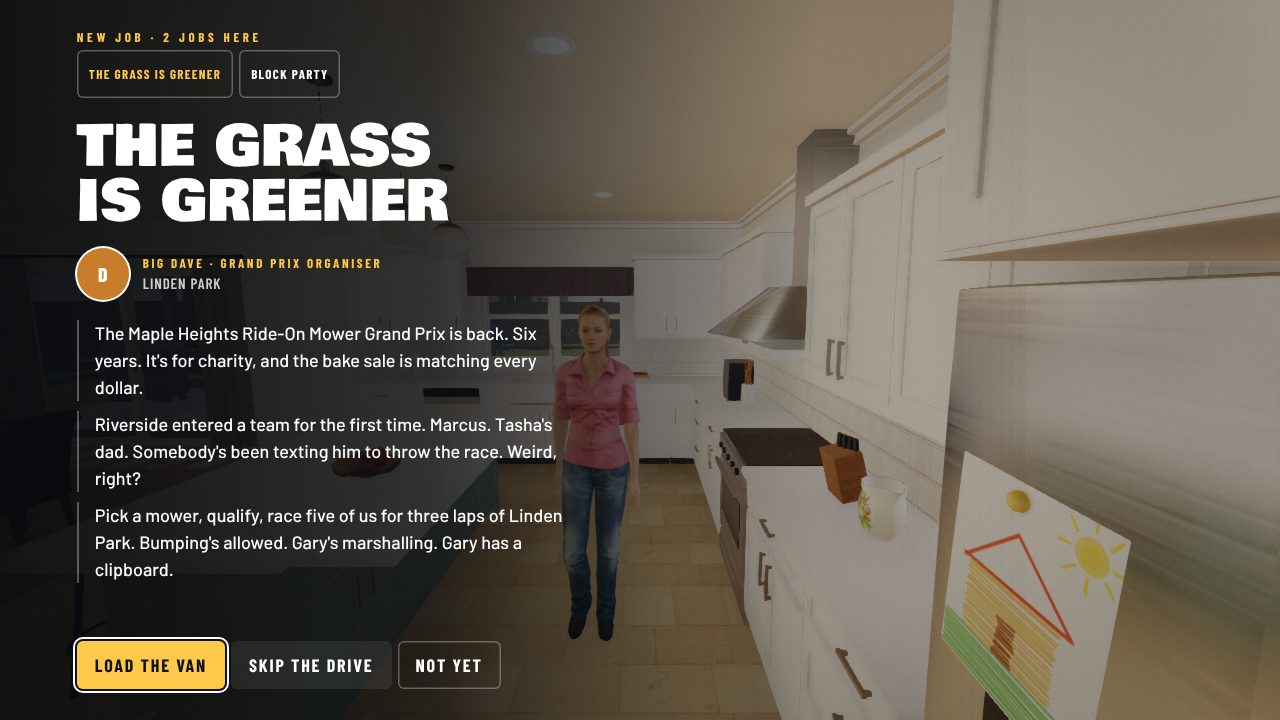 NEW JOB · 2 JOBS HERE
THE GRASS IS GREENER
BLOCK PARTY
THE GRASS
IS GREENER
D
BIG DAVE · GRAND PRIX ORGANISER
LINDEN PARK
The Maple Heights Ride-On Mower Grand Prix is back. Six
years. It's for charity, and the bake sale is matching every
dollar.
Riverside entered a team for the first time. Marcus. Tasha's
dad. Somebody's been texting him to throw the race. Weird,
right?
Pick a mower, qualify, race five of us for three laps of Linden
Park. Bumping's allowed. Gary's marshalling. Gary has a
clipboard.
LOAD THE VAN
SKIP THE DRIVE
NOT YET